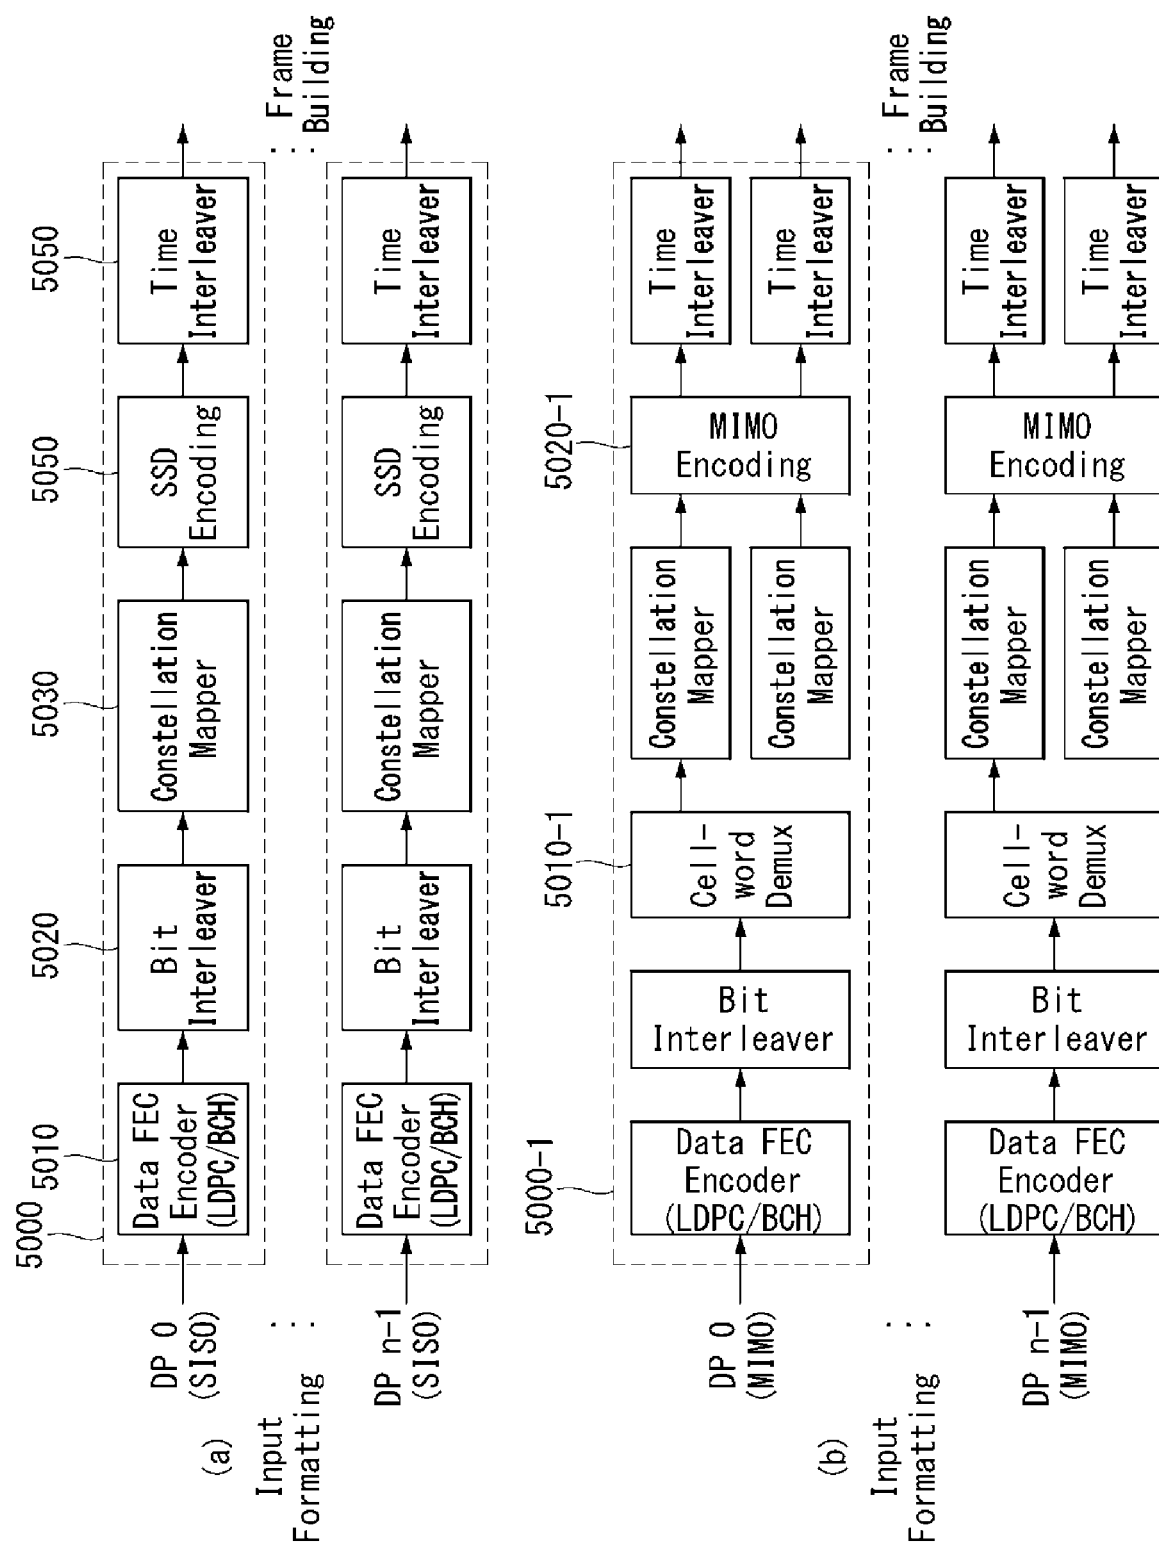 5000
5010
5020
5030
5050
5050
DP 0
(SISO)
Data FEC
Encoder
(LDPC/BCH)
Bit
Interleaver
Constellation
Mapper
SSD
Encoding
Time
Interleaver
(a)
Input
Formatting
...
...
Frame
Building
DP n-1
(SISO)
Data FEC
Encoder
(LDPC/BCH)
Bit
Interleaver
Constellation
Mapper
SSD
Encoding
Time
Interleaver
5000-1
5010-1
5020-1
DP 0
(MIMO)
Data FEC
Encoder
(LDPC/BCH)
Bit
Interleaver
Cell-
word
Demux
Constellation
Mapper
Constellation
Mapper
MIMO
Encoding
Time
Interleaver
Time
Interleaver
(b)
Input
Formatting
...
...
Frame
Building
DP n-1
(MIMO)
Data FEC
Encoder
(LDPC/BCH)
Bit
Interleaver
Cell-
word
Demux
Constellation
Mapper
Constellation
Mapper
MIMO
Encoding
Time
Interleaver
Time
Interleaver